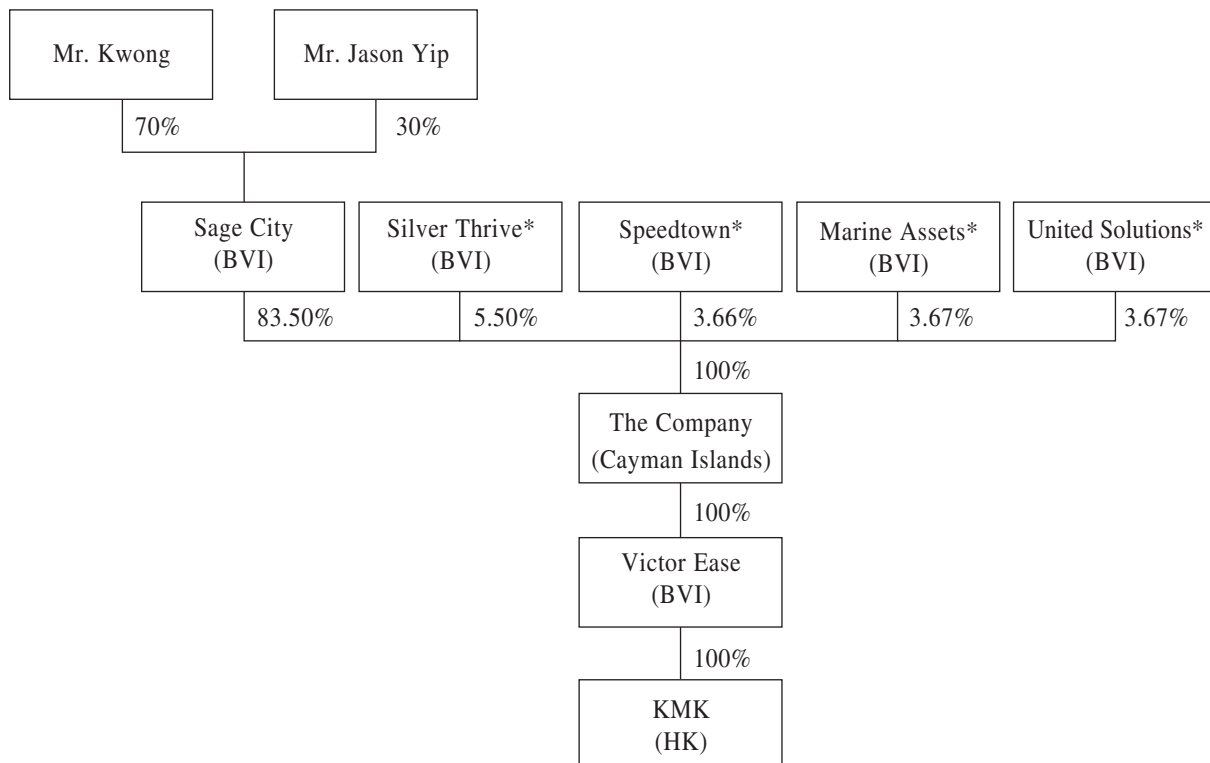 Mr. Kwong
Mr. Jason Yip
70%
30%
Sage City
(BVI)
Silver Thrive*
(BVI)
Speedtown*
(BVI)
Marine Assets*
(BVI)
United Solutions*
(BVI)
83.50%
5.50%
3.66%
3.67%
3.67%
100%
The Company
(Cayman Islands)
100%
Victor Ease
(BVI)
100%
KMK
(HK)